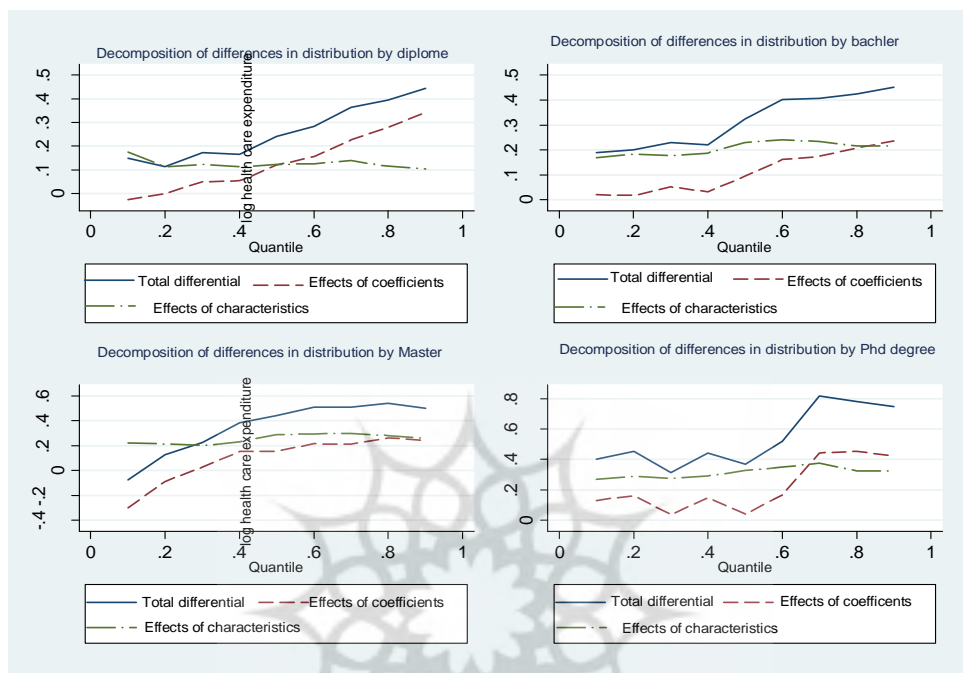 Decomposition of differences in distribution by diplome
log health care expenditure
.5
.4
.3
.2
.1
0
0 .2 .4 .6 .8 1
Quantile
Total differential Effects of coefficients
Effects of characteristics
Decomposition of differences in distribution by bachler
.5
.4
.3
.2
.1
0
0 .2 .4 .6 .8 1
Quantile
Total differential Effects of coefficients
Effects of characteristics
Decomposition of differences in distribution by Master
log health care expenditure
.6
.4
.2
0
-.2
-.4
0 .2 .4 .6 .8 1
Quantile
Total differential Effects of coefficients
Effects of characteristics
Decomposition of differences in distribution by Phd degree
.8
.6
.4
.2
0
0 .2 .4 .6 .8 1
Quantile
Total differential Effects of coefficents
Effects of characteristics